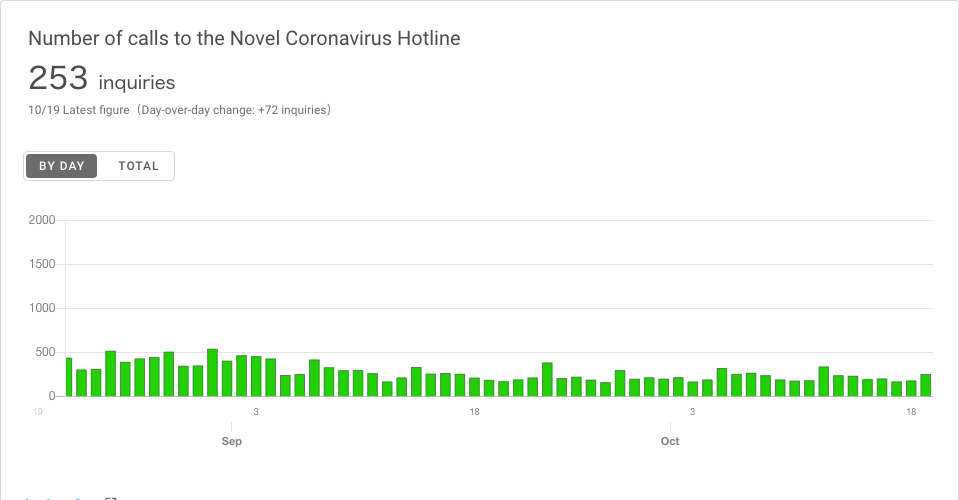 Number of calls to the Novel Coronavirus Hotline
253 inquiries
10/19 Latest figure（Day-over-day change: +72 inquiries）
BY DAY TOTAL
2000
1500
1000
500
0
19 3 18 3 18
Sep Oct